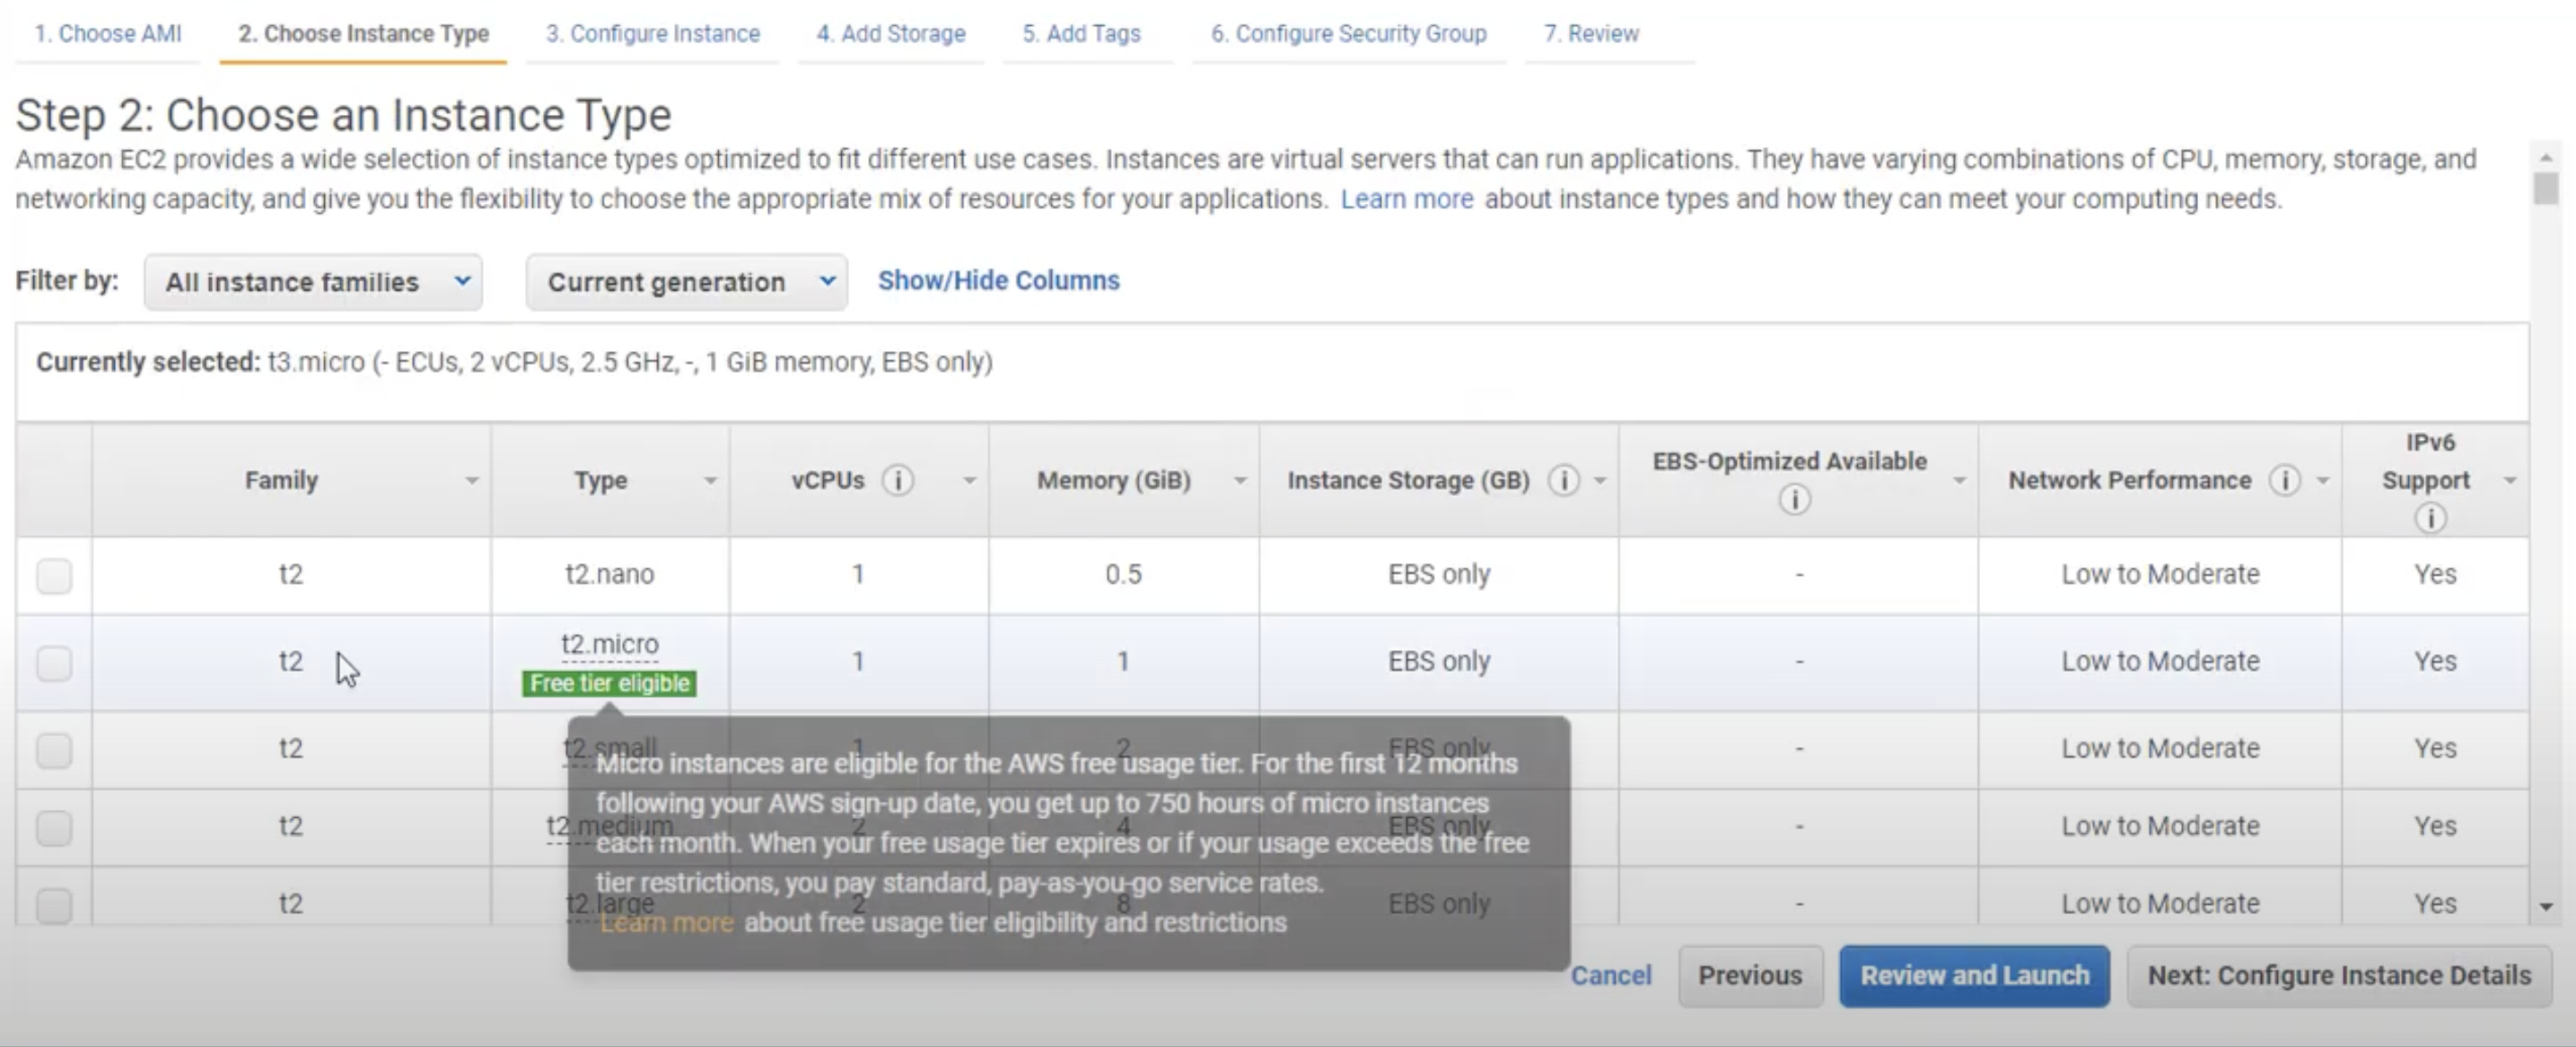 1. Choose AMI
2. Choose Instance Type
3. Configure Instance
4. Add Storage
5. Add Tags
6. Configure Security Group
7. Review
Step 2: Choose an Instance Type
Amazon EC2 provides a wide selection of instance types optimized to fit different use cases. Instances are virtual servers that can run applications. They have varying combinations of CPU, memory, storage, and
networking capacity, and give you the flexibility to choose the appropriate mix of resources for your applications. Learn more about instance types and how they can meet your computing needs.
Filter by: All instance families Current generation Show/Hide Columns
Currently selected: t3.micro (- ECUs, 2 vCPUs, 2.5 GHz, -, 1 GiB memory, EBS only)
Family Type vCPUs i Memory (GiB) Instance Storage (GB) i EBS-Optimized Available i Network Performance i IPv6 Support i
t2 t2.nano 1 0.5 EBS only - Low to Moderate Yes
t2 t2.micro 1 1 EBS only - Low to Moderate Yes
Free tier eligible
t2 t2.small 1 2 EBS only - Low to Moderate Yes
t2 t2.medium 2 4 EBS only - Low to Moderate Yes
t2 t2.large 2 8 EBS only - Low to Moderate Yes
Micro instances are eligible for the AWS free usage tier. For the first 12 months
following your AWS sign-up date, you get up to 750 hours of micro instances
each month. When your free usage tier expires or if your usage exceeds the free
tier restrictions, you pay standard, pay-as-you-go service rates.
Learn more about free usage tier eligibility and restrictions
Cancel Previous Review and Launch Next: Configure Instance Details